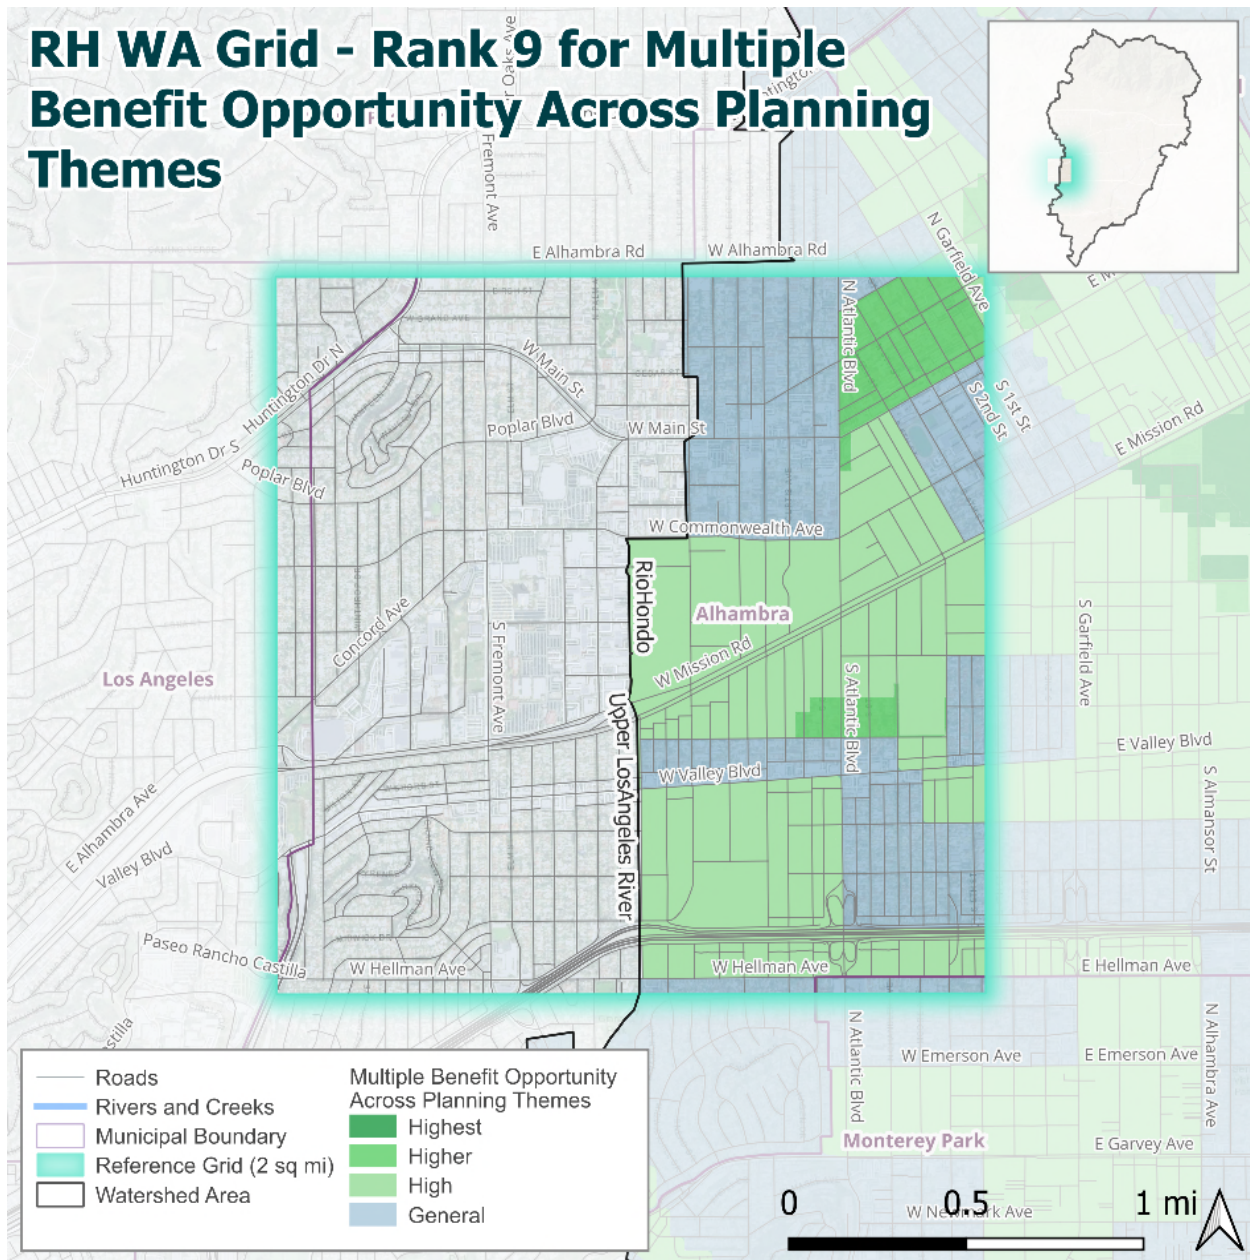 RH WA Grid - Rank 9 for Multiple
Benefit Opportunity Across Planning
Themes
Fremont Ave
E Alhambra Rd
W Alhambra Rd
N Garfield Ave
N Atlantic Blvd
Huntington Dr N
W Main St
Poplar Blvd
W Main St
S 1st St
S 2nd St
E Mission Rd
Huntington Dr S
Poplar Blvd
W Commonwealth Ave
RioHondo
Alhambra
Concord Ave
S Fremont Ave
W Mission Rd
S Garfield Ave
Los Angeles
Upper LosAngeles River
S Atlantic Blvd
E Valley Blvd
W Valley Blvd
S Almansor St
E Alhambra Ave
Valley Blvd
Paseo Rancho Castilla
W Hellman Ave
W Hellman Ave
E Hellman Ave
N Atlantic Blvd
W Emerson Ave
E Emerson Ave
N Alhambra Ave
Monterey Park
E Garvey Ave
W Newmark Ave
Roads
Rivers and Creeks
Municipal Boundary
Reference Grid (2 sq mi)
Watershed Area
Multiple Benefit Opportunity
Across Planning Themes
Highest
Higher
High
General
0 0.5 1 mi